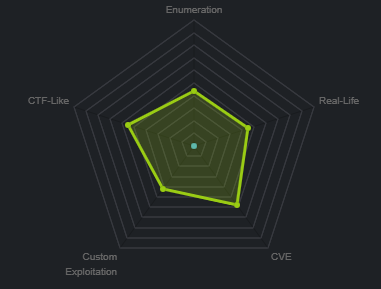 Enumeration
CTF-Like
Real-Life
Custom
Exploitation
CVE